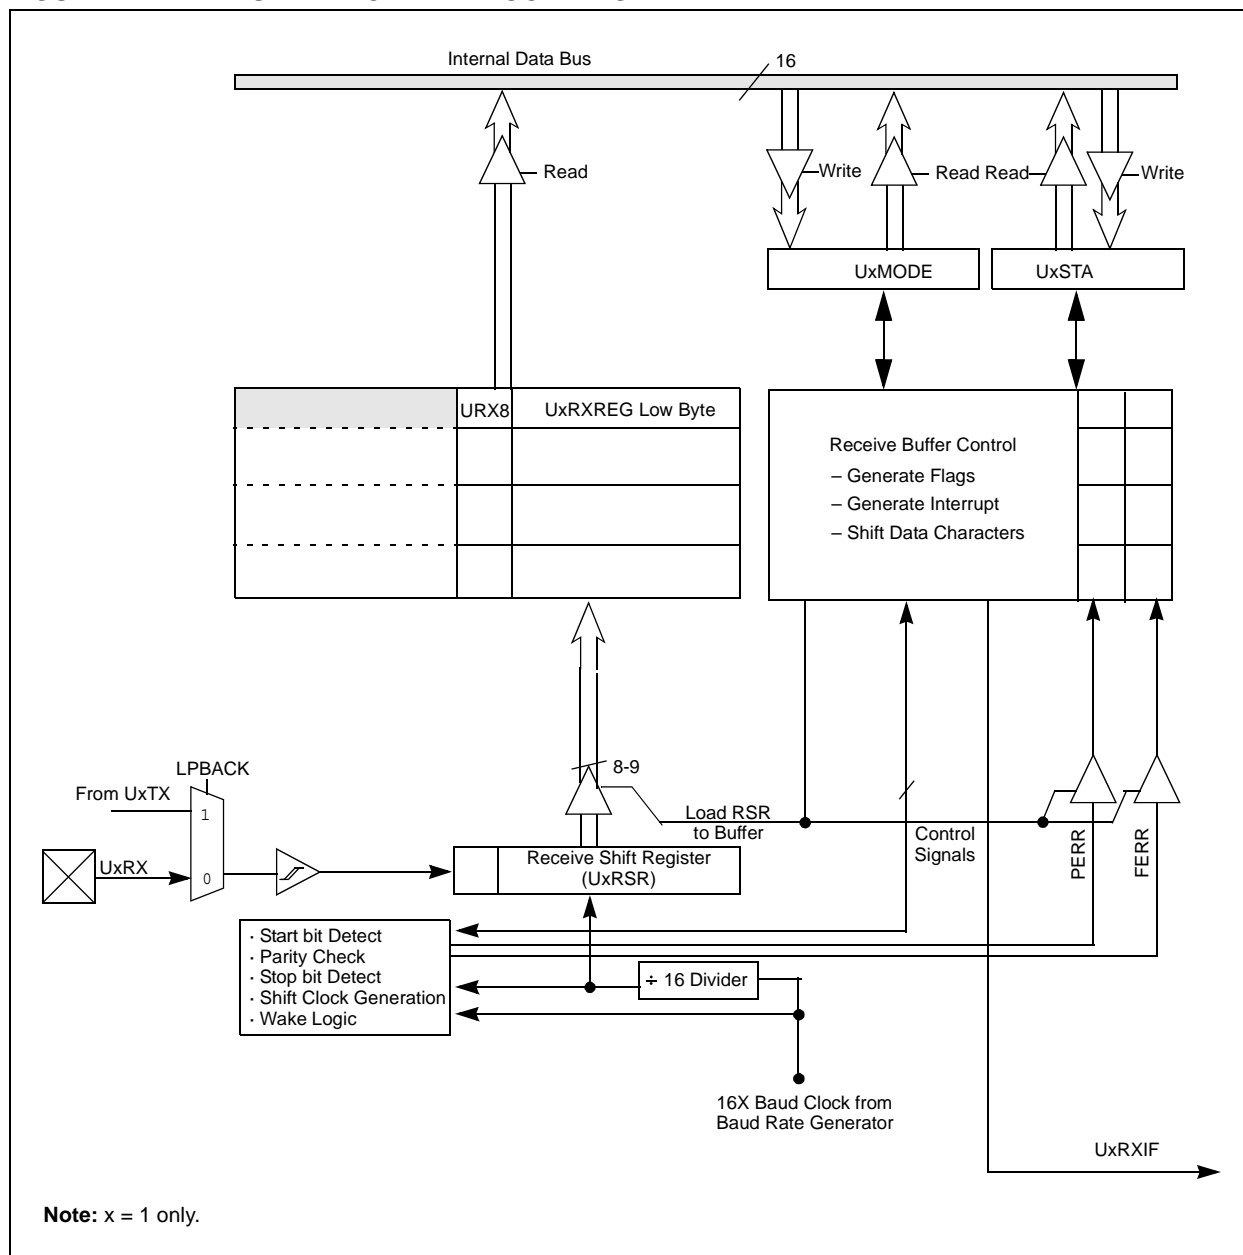 Internal Data Bus
16
Read
Write
Read Read
Write
UxMODE
UxSTA
URX8
UxRXREG Low Byte
Receive Buffer Control
– Generate Flags
– Generate Interrupt
– Shift Data Characters
8-9
LPBACK
From UxTX
1
Load RSR
to Buffer
Control
Signals
PERR
FERR
UxRX
0
Receive Shift Register
(UxRSR)
· Start bit Detect
· Parity Check
· Stop bit Detect
· Shift Clock Generation
· Wake Logic
÷ 16 Divider
16X Baud Clock from
Baud Rate Generator
UxRXIF
Note: x = 1 only.